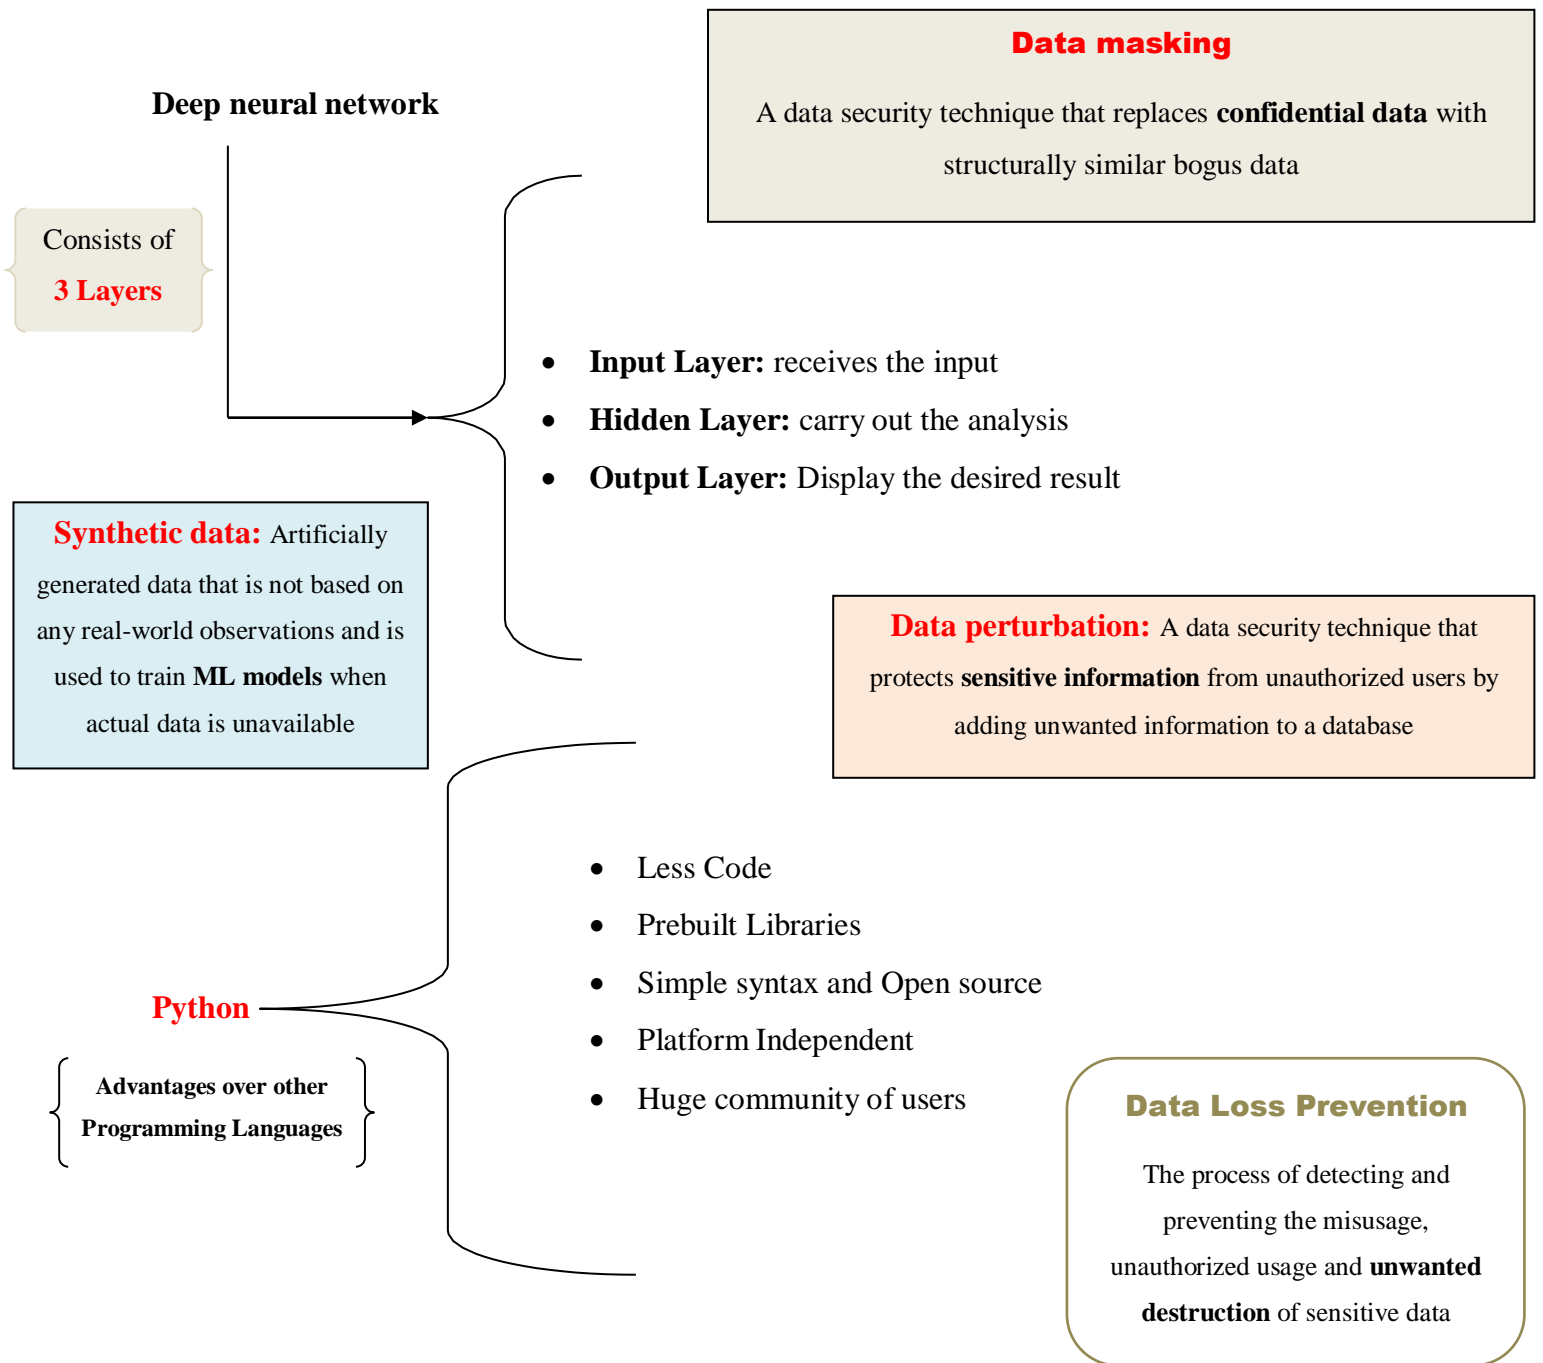 Data masking
A data security technique that replaces confidential data with
structurally similar bogus data
Deep neural network
Consists of
3 Layers
• Input Layer: receives the input
• Hidden Layer: carry out the analysis
• Output Layer: Display the desired result
Synthetic data: Artificially
generated data that is not based on
any real-world observations and is
used to train ML models when
actual data is unavailable
Data perturbation: A data security technique that
protects sensitive information from unauthorized users by
adding unwanted information to a database
• Less Code
• Prebuilt Libraries
• Simple syntax and Open source
• Platform Independent
• Huge community of users
Python
Advantages over other
Programming Languages
Data Loss Prevention
The process of detecting and
preventing the misusage,
unauthorized usage and unwanted
destruction of sensitive data